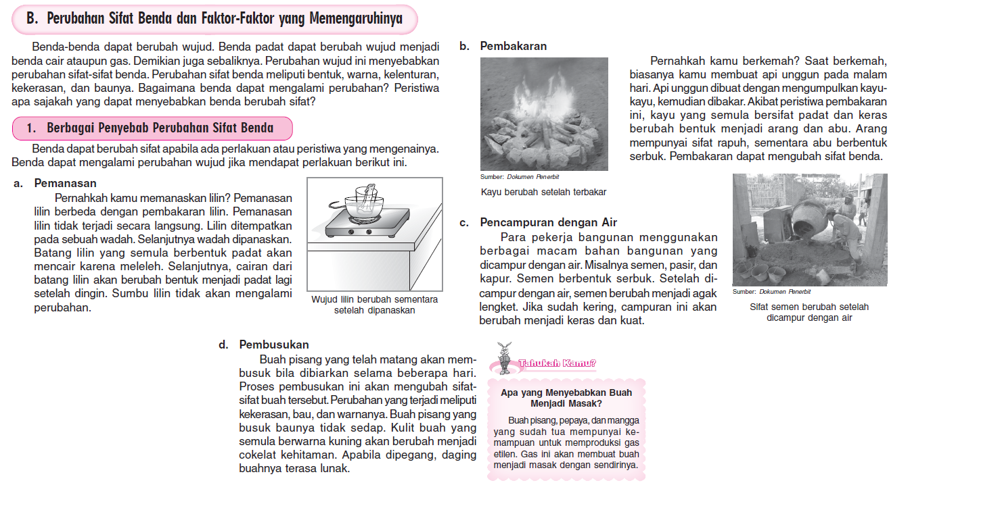 B. Perubahan Sifat Benda dan Faktor-Faktor yang Memengaruhinya
Benda-benda dapat berubah wujud. Benda padat dapat berubah wujud menjadi
benda cair ataupun gas. Demikian juga sebaliknya. Perubahan wujud ini menyebabkan
perubahan sifat-sifat benda. Perubahan sifat benda meliputi bentuk, warna, kelenturan,
kekerasan, dan baunya. Bagaimana benda dapat mengalami perubahan? Peristiwa
apa sajakah yang dapat menyebabkan benda berubah sifat?
1. Berbagai Penyebab Perubahan Sifat Benda
Benda dapat berubah sifat apabila ada perlakuan atau peristiwa yang mengenainya.
Benda dapat mengalami perubahan wujud jika mendapat perlakuan berikut ini.
a. Pemanasan
Pernahkah kamu memanaskan lilin? Pemanasan
lilin berbeda dengan pembakaran lilin. Pemanasan
lilin tidak terjadi secara langsung. Lilin ditempatkan
pada sebuah wadah. Selanjutnya wadah dipanaskan.
Batang lilin yang semula berbentuk padat akan
mencair karena meleleh. Selanjutnya, cairan dari
batang lilin akan berubah bentuk menjadi padat lagi
setelah dingin. Sumbu lilin tidak akan mengalami
perubahan.
Wujud lilin berubah sementara
setelah dipanaskan
b. Pembakaran
Sumber: Dokumen Penerbit
Kayu berubah setelah terbakar
Pernahkah kamu berkemah? Saat berkemah,
biasanya kamu membuat api unggun pada malam
hari. Api unggun dibuat dengan mengumpulkan kayu-
kayu, kemudian dibakar. Akibat peristiwa pembakaran
ini, kayu yang semula bersifat padat dan keras
berubah bentuk menjadi arang dan abu. Arang
mempunyai sifat rapuh, sementara abu berbentuk
serbuk. Pembakaran dapat mengubah sifat benda.
c. Pencampuran dengan Air
Para pekerja bangunan menggunakan
berbagai macam bahan bangunan yang
dicampur dengan air. Misalnya semen, pasir, dan
kapur. Semen berbentuk serbuk. Setelah di-
campur dengan air, semen berubah menjadi agak
lengket. Jika sudah kering, campuran ini akan
berubah menjadi keras dan kuat.
Sumber: Dokumen Penerbit
Sifat semen berubah setelah
dicampur dengan air
d. Pembusukan
Buah pisang yang telah matang akan mem-
busuk bila dibiarkan selama beberapa hari.
Proses pembusukan ini akan mengubah sifat-
sifat buah tersebut. Perubahan yang terjadi meliputi
kekerasan, bau, dan warnanya. Buah pisang yang
busuk baunya tidak sedap. Kulit buah yang
semula berwarna kuning akan berubah menjadi
cokelat kehitaman. Apabila dipegang, daging
buahnya terasa lunak.
Tahukah Kamu?
Apa yang Menyebabkan Buah
Menjadi Masak?
Buah pisang, pepaya, dan mangga
yang sudah tua mempunyai ke-
mampuan untuk memproduksi gas
etilen. Gas ini akan membuat buah
menjadi masak dengan sendirinya.